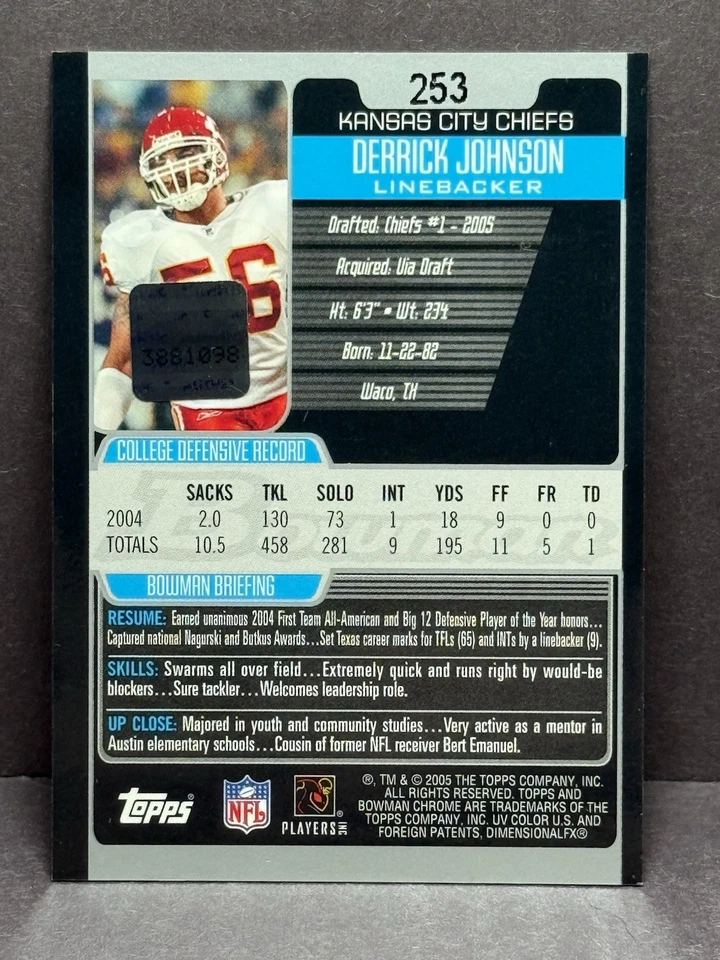 253
KANSAS CITY CHIEFS
DERRICK JOHNSON
LINEBACKER
Drafted: Chiefs #1 - 2005
Acquired: Via Draft
Ht: 6'3" • Wt: 234
Born: 11-22-82
Waco, TX
56
3881098
COLLEGE DEFENSIVE RECORD
SACKS TKL SOLO INT YDS FF FR TD
2004 2.0 130 73 1 18 9 0 0
TOTALS 10.5 458 281 9 195 11 5 1
Bowman
BOWMAN BRIEFING
RESUME: Earned unanimous 2004 First Team All-American and Big 12 Defensive Player of the Year honors...
Captured national Nagurski and Butkus Awards...Set Texas career marks for TFLs (65) and INTs by a linebacker (9).
SKILLS: Swarms all over field...Extremely quick and runs right by would-be
blockers...Sure tackler...Welcomes leadership role.
UP CLOSE: Majored in youth and community studies...Very active as a mentor in
Austin elementary schools...Cousin of former NFL receiver Bert Emanuel.
topps®
NFL
PLAYERS INC®
®, TM & © 2005 THE TOPPS COMPANY, INC.
ALL RIGHTS RESERVED. TOPPS AND
BOWMAN CHROME ARE TRADEMARKS OF THE
TOPPS COMPANY, INC. UV COLOR U.S. AND
FOREIGN PATENTS, DIMENSIONALFX®